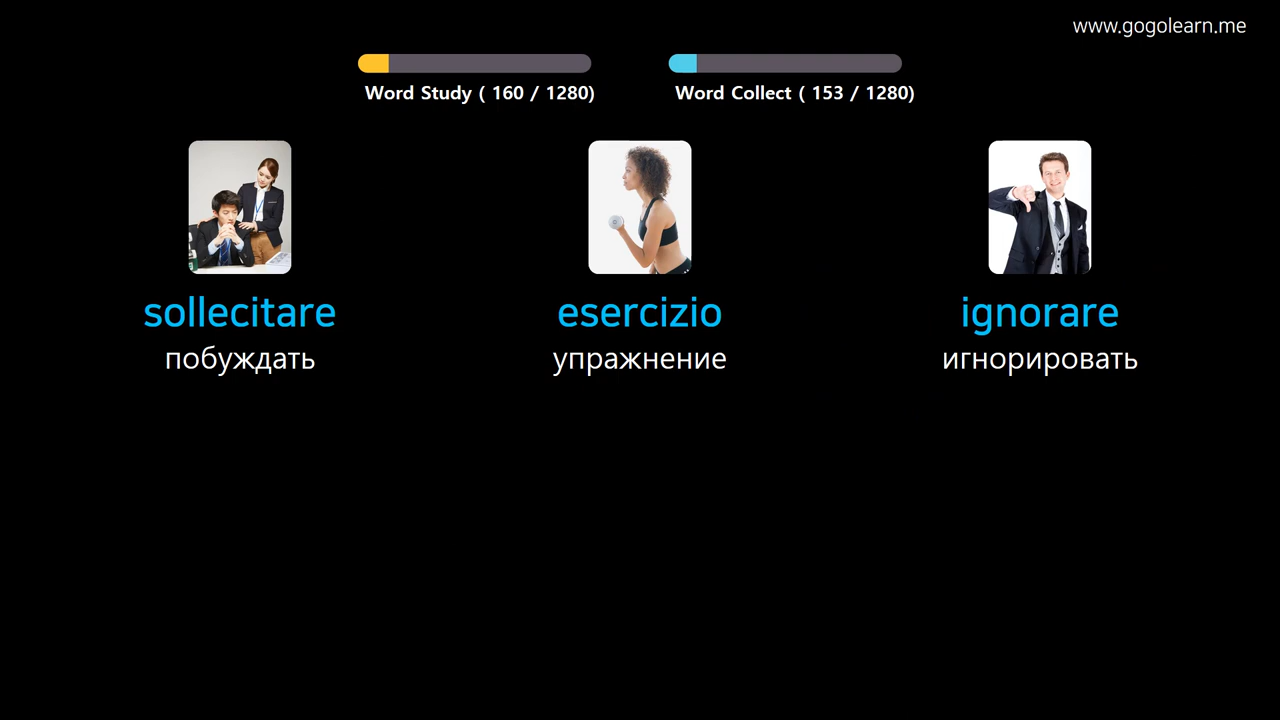 www.gogolearn.me
Word Study ( 160 / 1280)
Word Collect ( 153 / 1280)
sollecitare
побуждать
esercizio
упражнение
ignorare
игнорировать